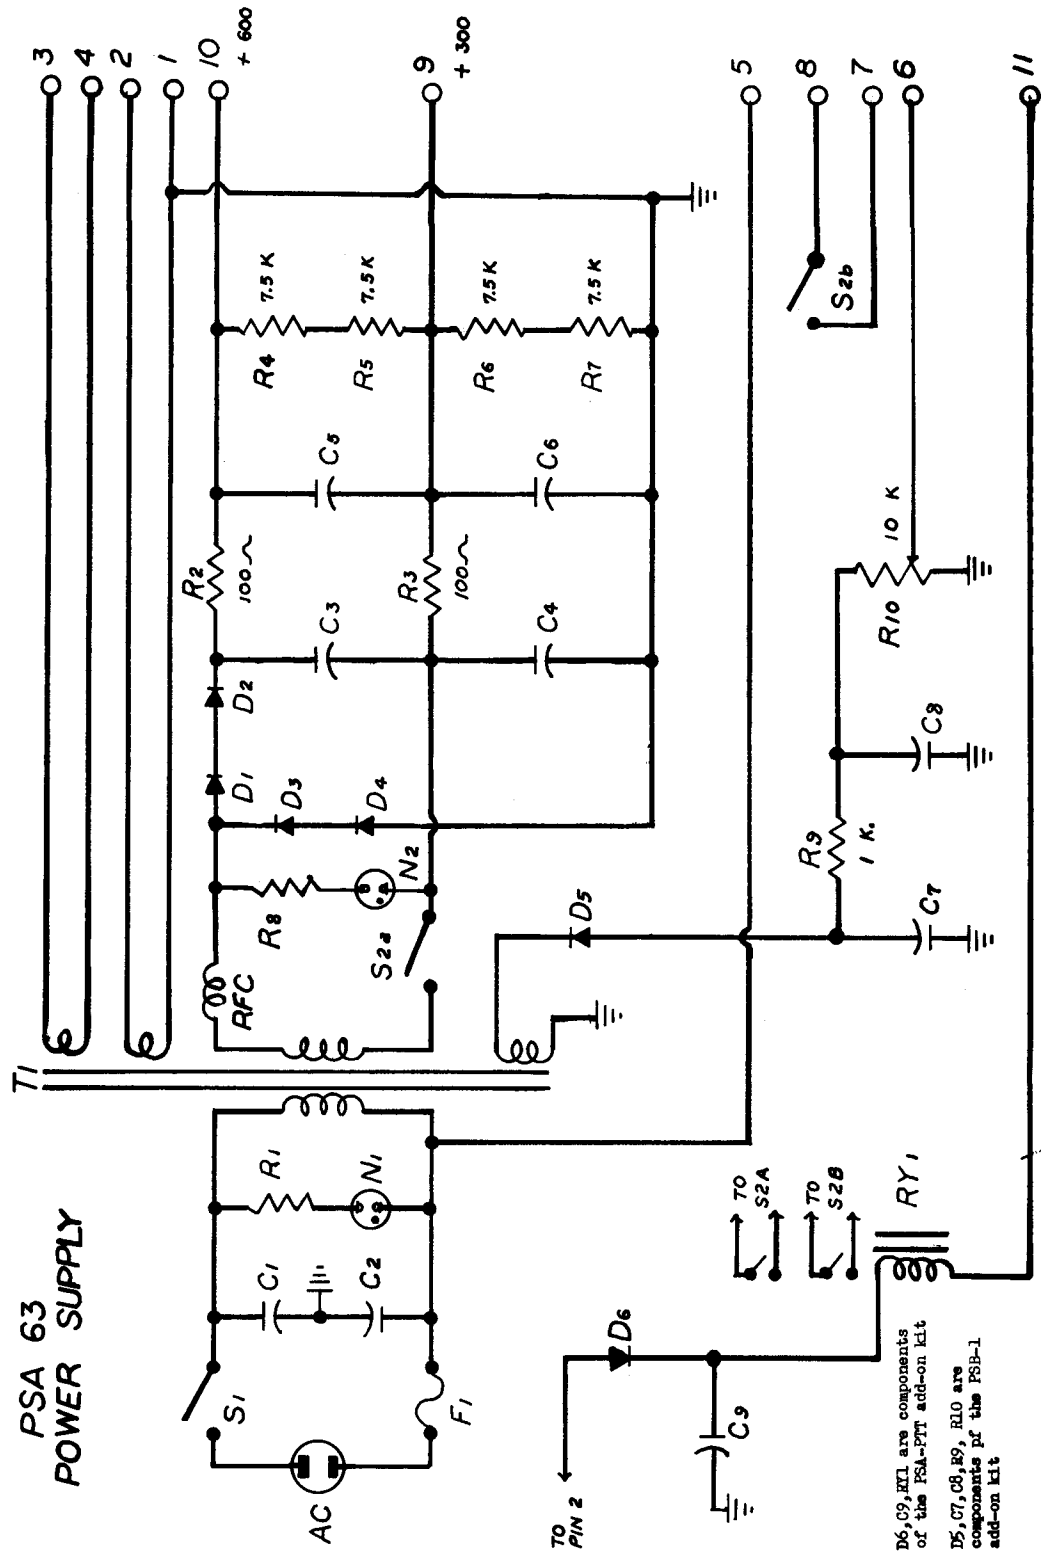 PSA 63
POWER SUPPLY
T1
3
4
2
1
10
+ 600
9
+ 300
5
8
7
6
11
AC
S1
F1
C1
C2
R1
N1
RFC
S2a
R8
N2
D1
D2
D3
D4
R2
100
R3
100
C3
C4
C5
C6
R4
7.5 K
R5
7.5 K
R6
7.5 K
R7
7.5 K
D5
C7
R9
1 K.
C8
R10
10 K
S2b
TO
S2A
TO
S2B
RY1
TO
PIN 2
D6
C9
D6,C9,RY1 are components
of the PSA-PTT add-on kit
D5,C7,C8,R9, R10 are
components pf the PSB-1
add-on kit